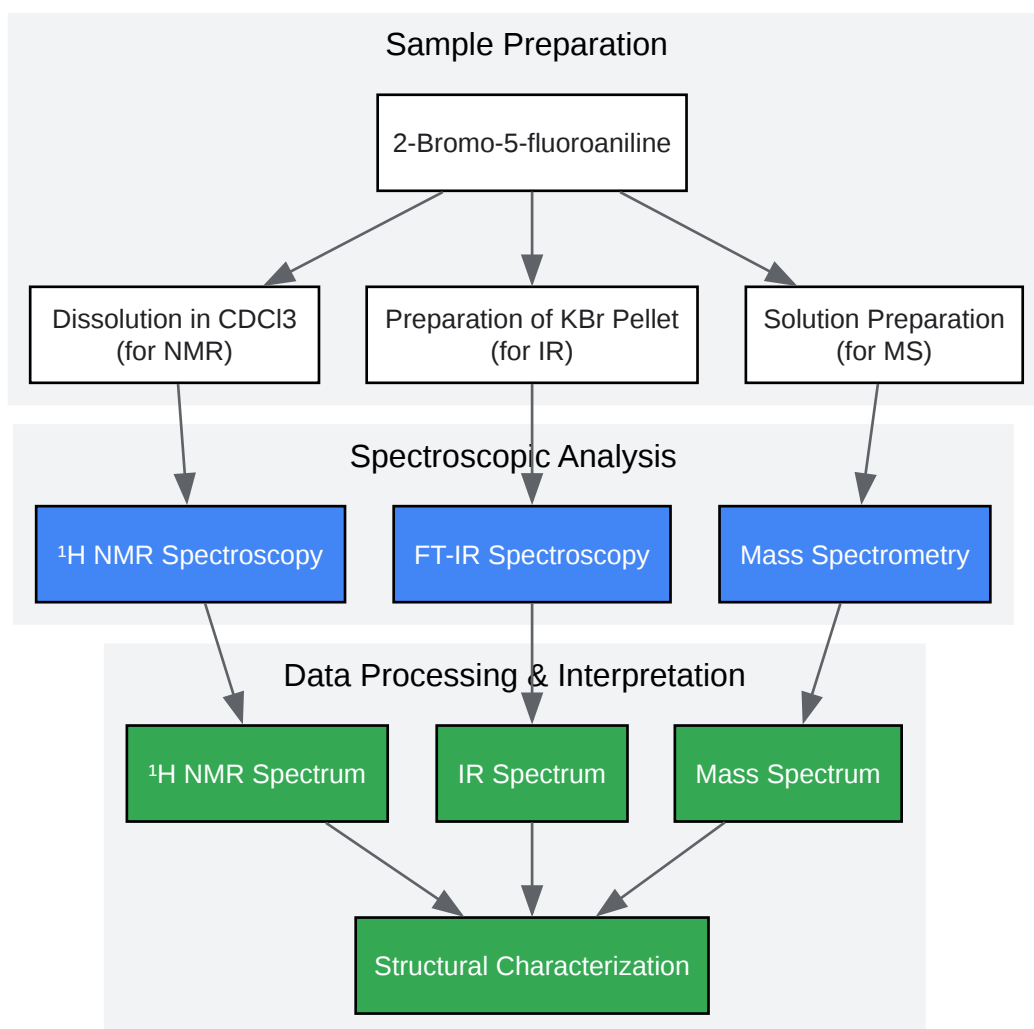 Sample Preparation
2-Bromo-5-fluoroaniline
Dissolution in CDCl3
(for NMR)
Preparation of KBr Pellet
(for IR)
Solution Preparation
(for MS)
Spectroscopic Analysis
¹H NMR Spectroscopy
FT-IR Spectroscopy
Mass Spectrometry
Data Processing & Interpretation
¹H NMR Spectrum
IR Spectrum
Mass Spectrum
Structural Characterization